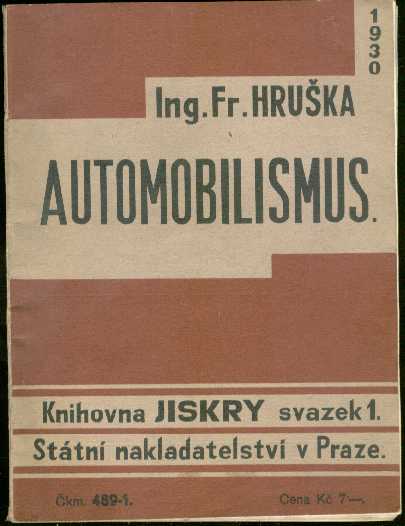 1930
Ing. Fr. HRUŠKA
AUTOMOBILISMUS.
Knihovna JISKRY svazek 1.
Státní nakladatelství v Praze.
Čkm. 489-1. Cena Kč 7—.